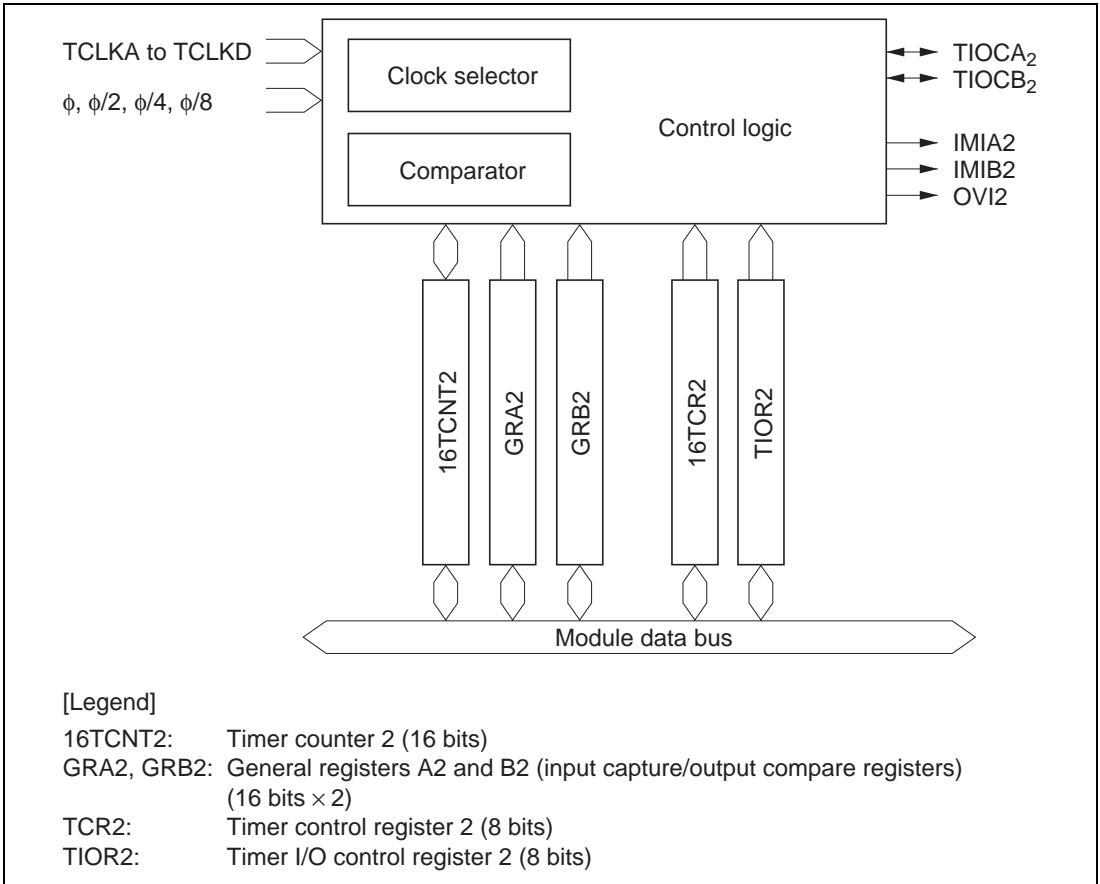 TCLKA to TCLKD
ϕ, ϕ/2, ϕ/4, ϕ/8
Clock selector
Comparator
Control logic
TIOCA₂
TIOCB₂
IMIA2
IMIB2
OVI2
16TCNT2
GRA2
GRB2
16TCR2
TIOR2
Module data bus
[Legend]
16TCNT2: Timer counter 2 (16 bits)
GRA2, GRB2: General registers A2 and B2 (input capture/output compare registers)
(16 bits × 2)
TCR2: Timer control register 2 (8 bits)
TIOR2: Timer I/O control register 2 (8 bits)